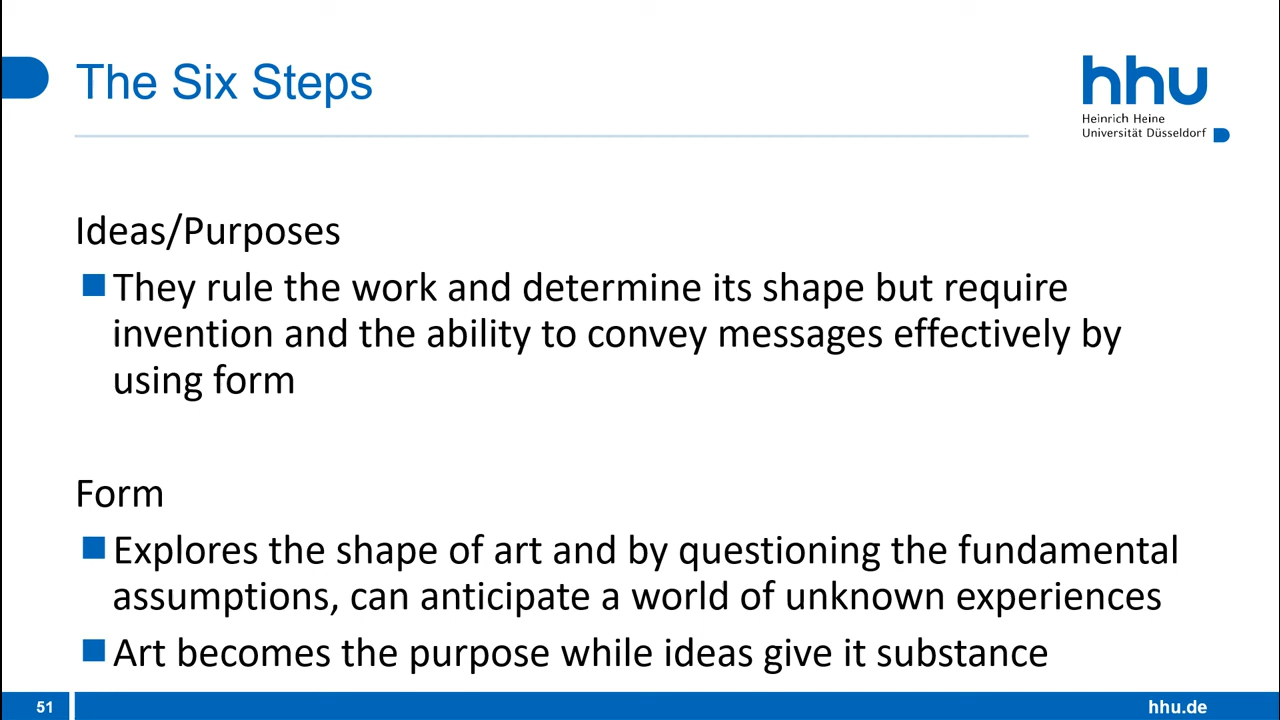 The Six Steps
hhu
Heinrich Heine
Universität Düsseldorf
Ideas/Purposes
They rule the work and determine its shape but require
invention and the ability to convey messages effectively by
using form
Form
Explores the shape of art and by questioning the fundamental
assumptions, can anticipate a world of unknown experiences
Art becomes the purpose while ideas give it substance
51
hhu.de